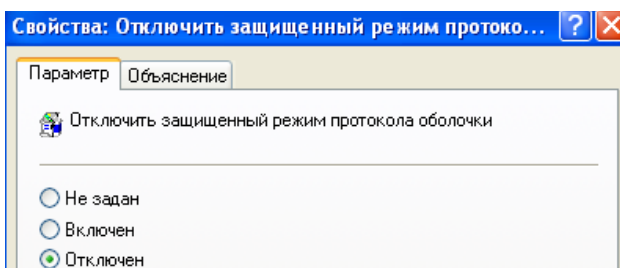 Свойства: Отключить защищенный режим протоко...
Параметр Объяснение
Отключить защищенный режим протокола оболочки
Не задан
Включен
Отключен